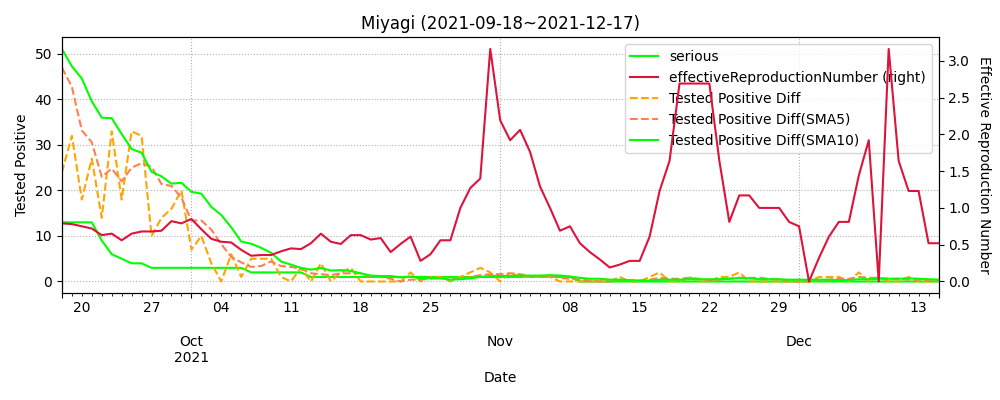 Miyagi (2021-09-18~2021-12-17)
serious
effectiveReproductionNumber (right)
Tested Positive Diff
Tested Positive Diff(SMA5)
Tested Positive Diff(SMA10)
Tested Positive
50
40
30
20
10
0
Effective Reproduction Number
3.0
2.5
2.0
1.5
1.0
0.5
0.0
20 27 04 11 18 25 08 15 22 29 06 13
Oct Nov Dec
2021
Date